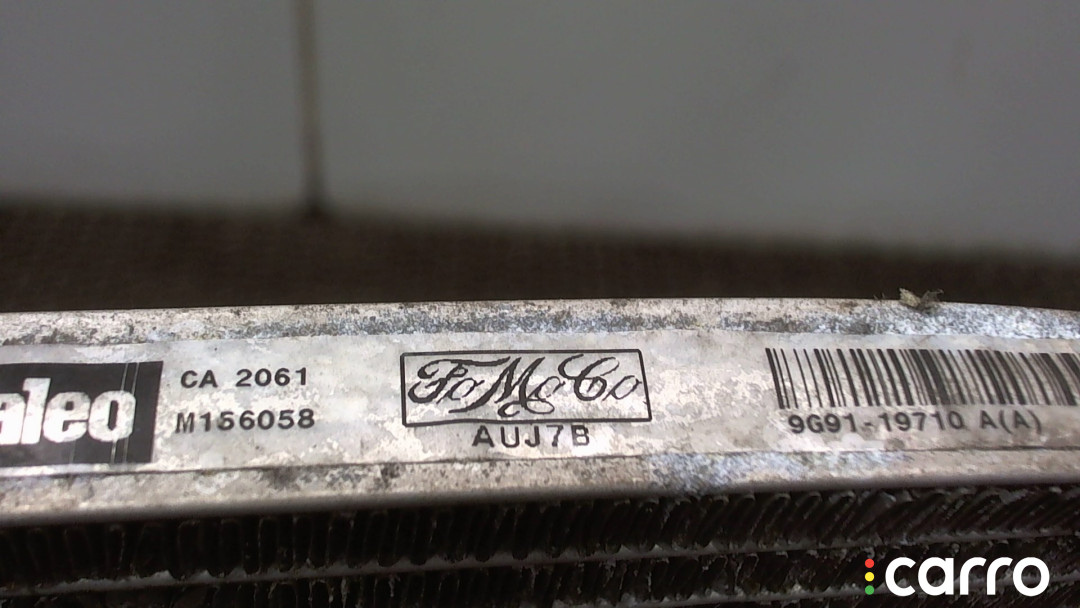 aleo
CA 2061
M156058
FoMoCo
AUJ7B
9G91-19710 A(A)
carro